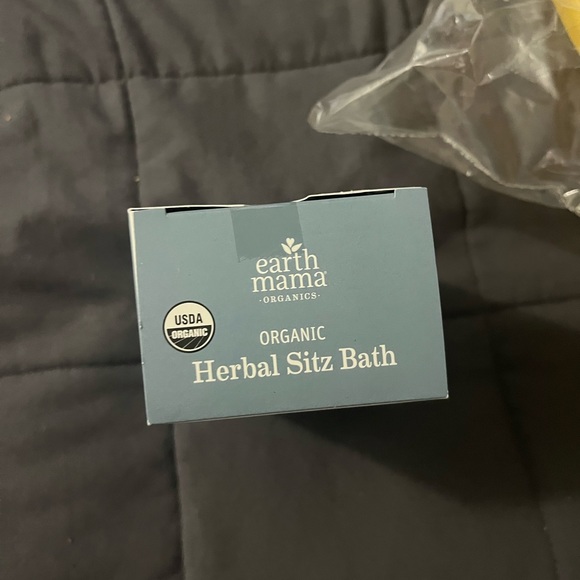 earth
mama®
·ORGANICS·
USDA
ORGANIC
ORGANIC
Herbal Sitz Bath